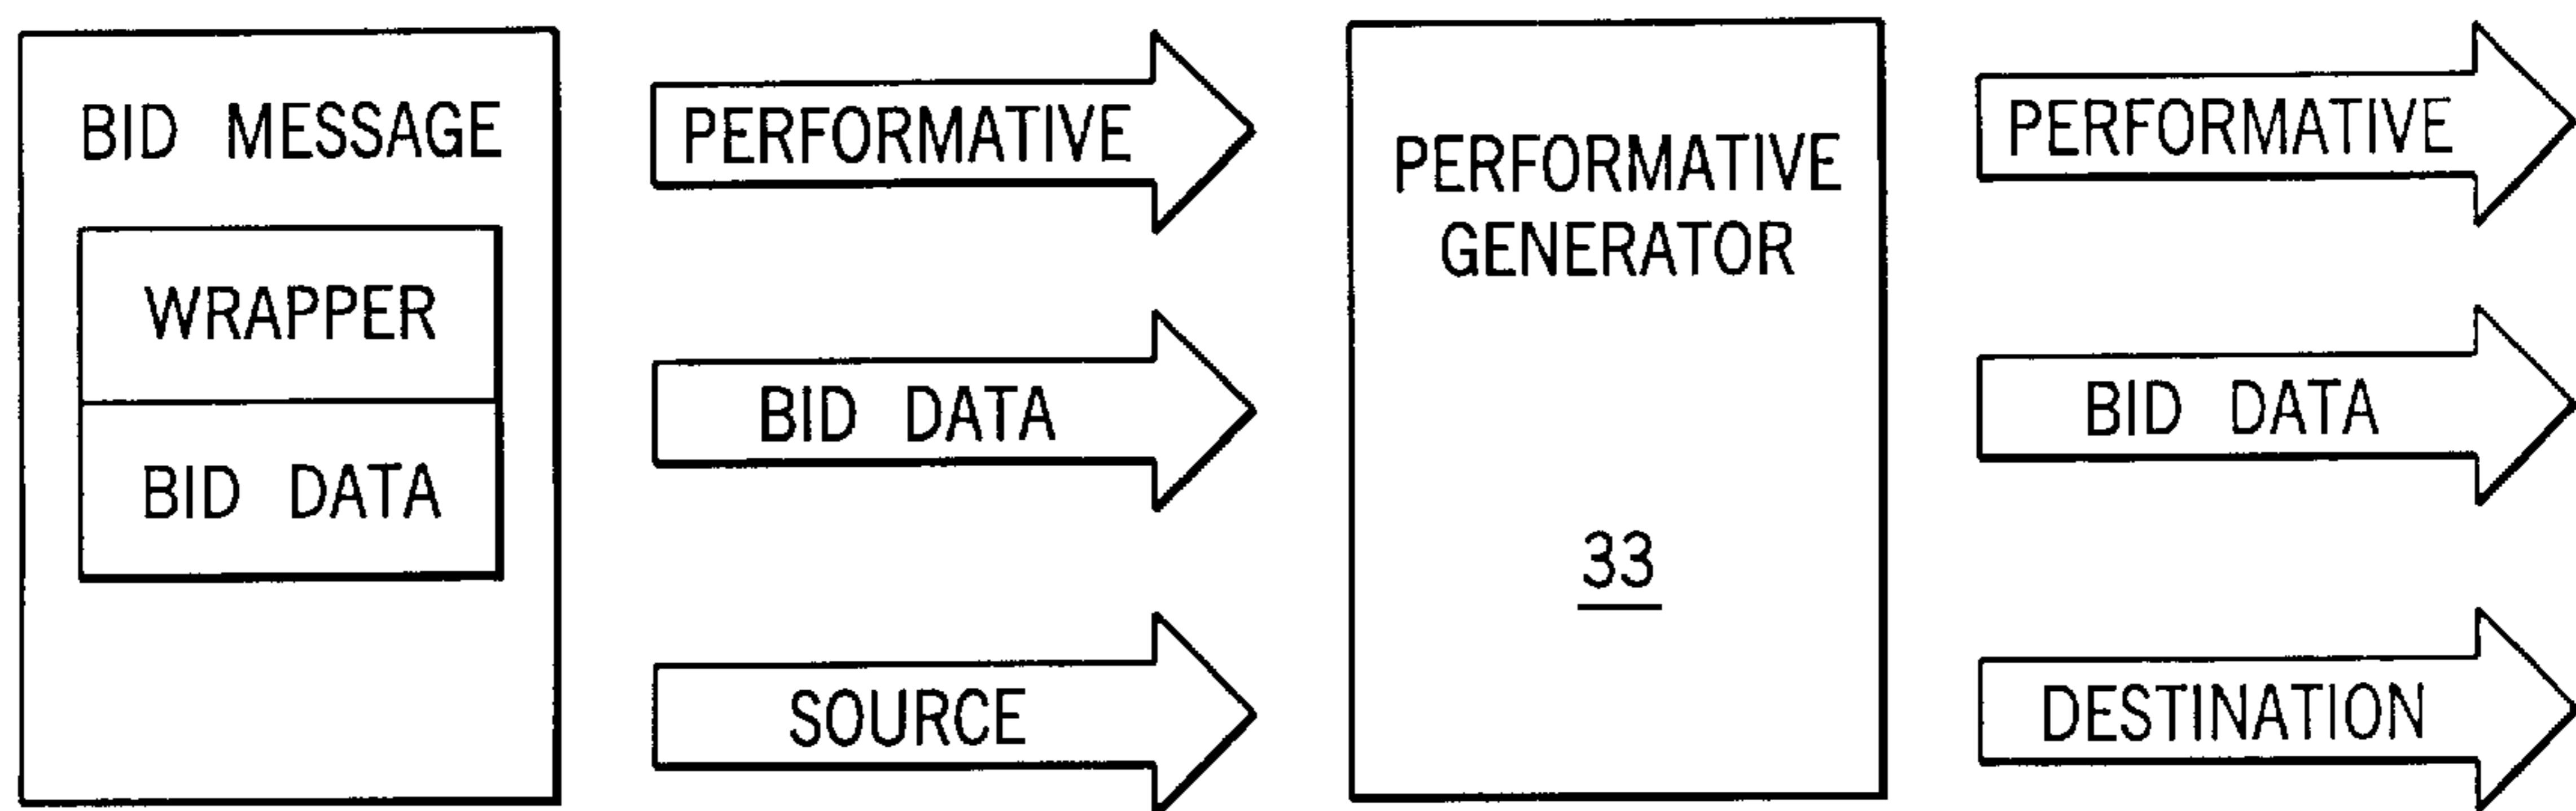 BID MESSAGE
WRAPPER
BID DATA
PERFORMATIVE
BID DATA
SOURCE
PERFORMATIVE
GENERATOR
33
PERFORMATIVE
BID DATA
DESTINATION